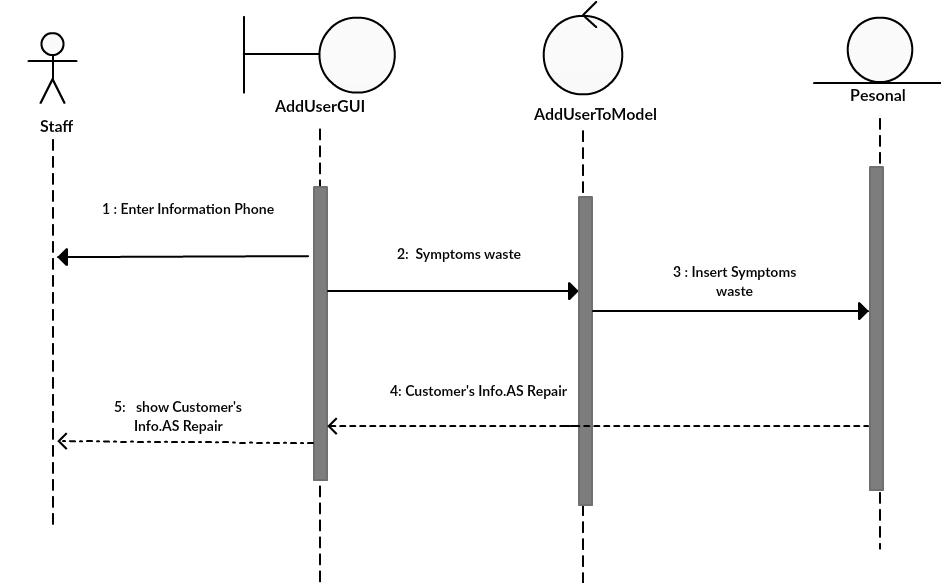 Staff
AddUserGUI
AddUserToModel
Pesonal
1 : Enter Information Phone
2:  Symptoms waste
3 : Insert Symptoms
waste
4: Customer's Info.AS Repair
5:   show Customer's
Info.AS Repair